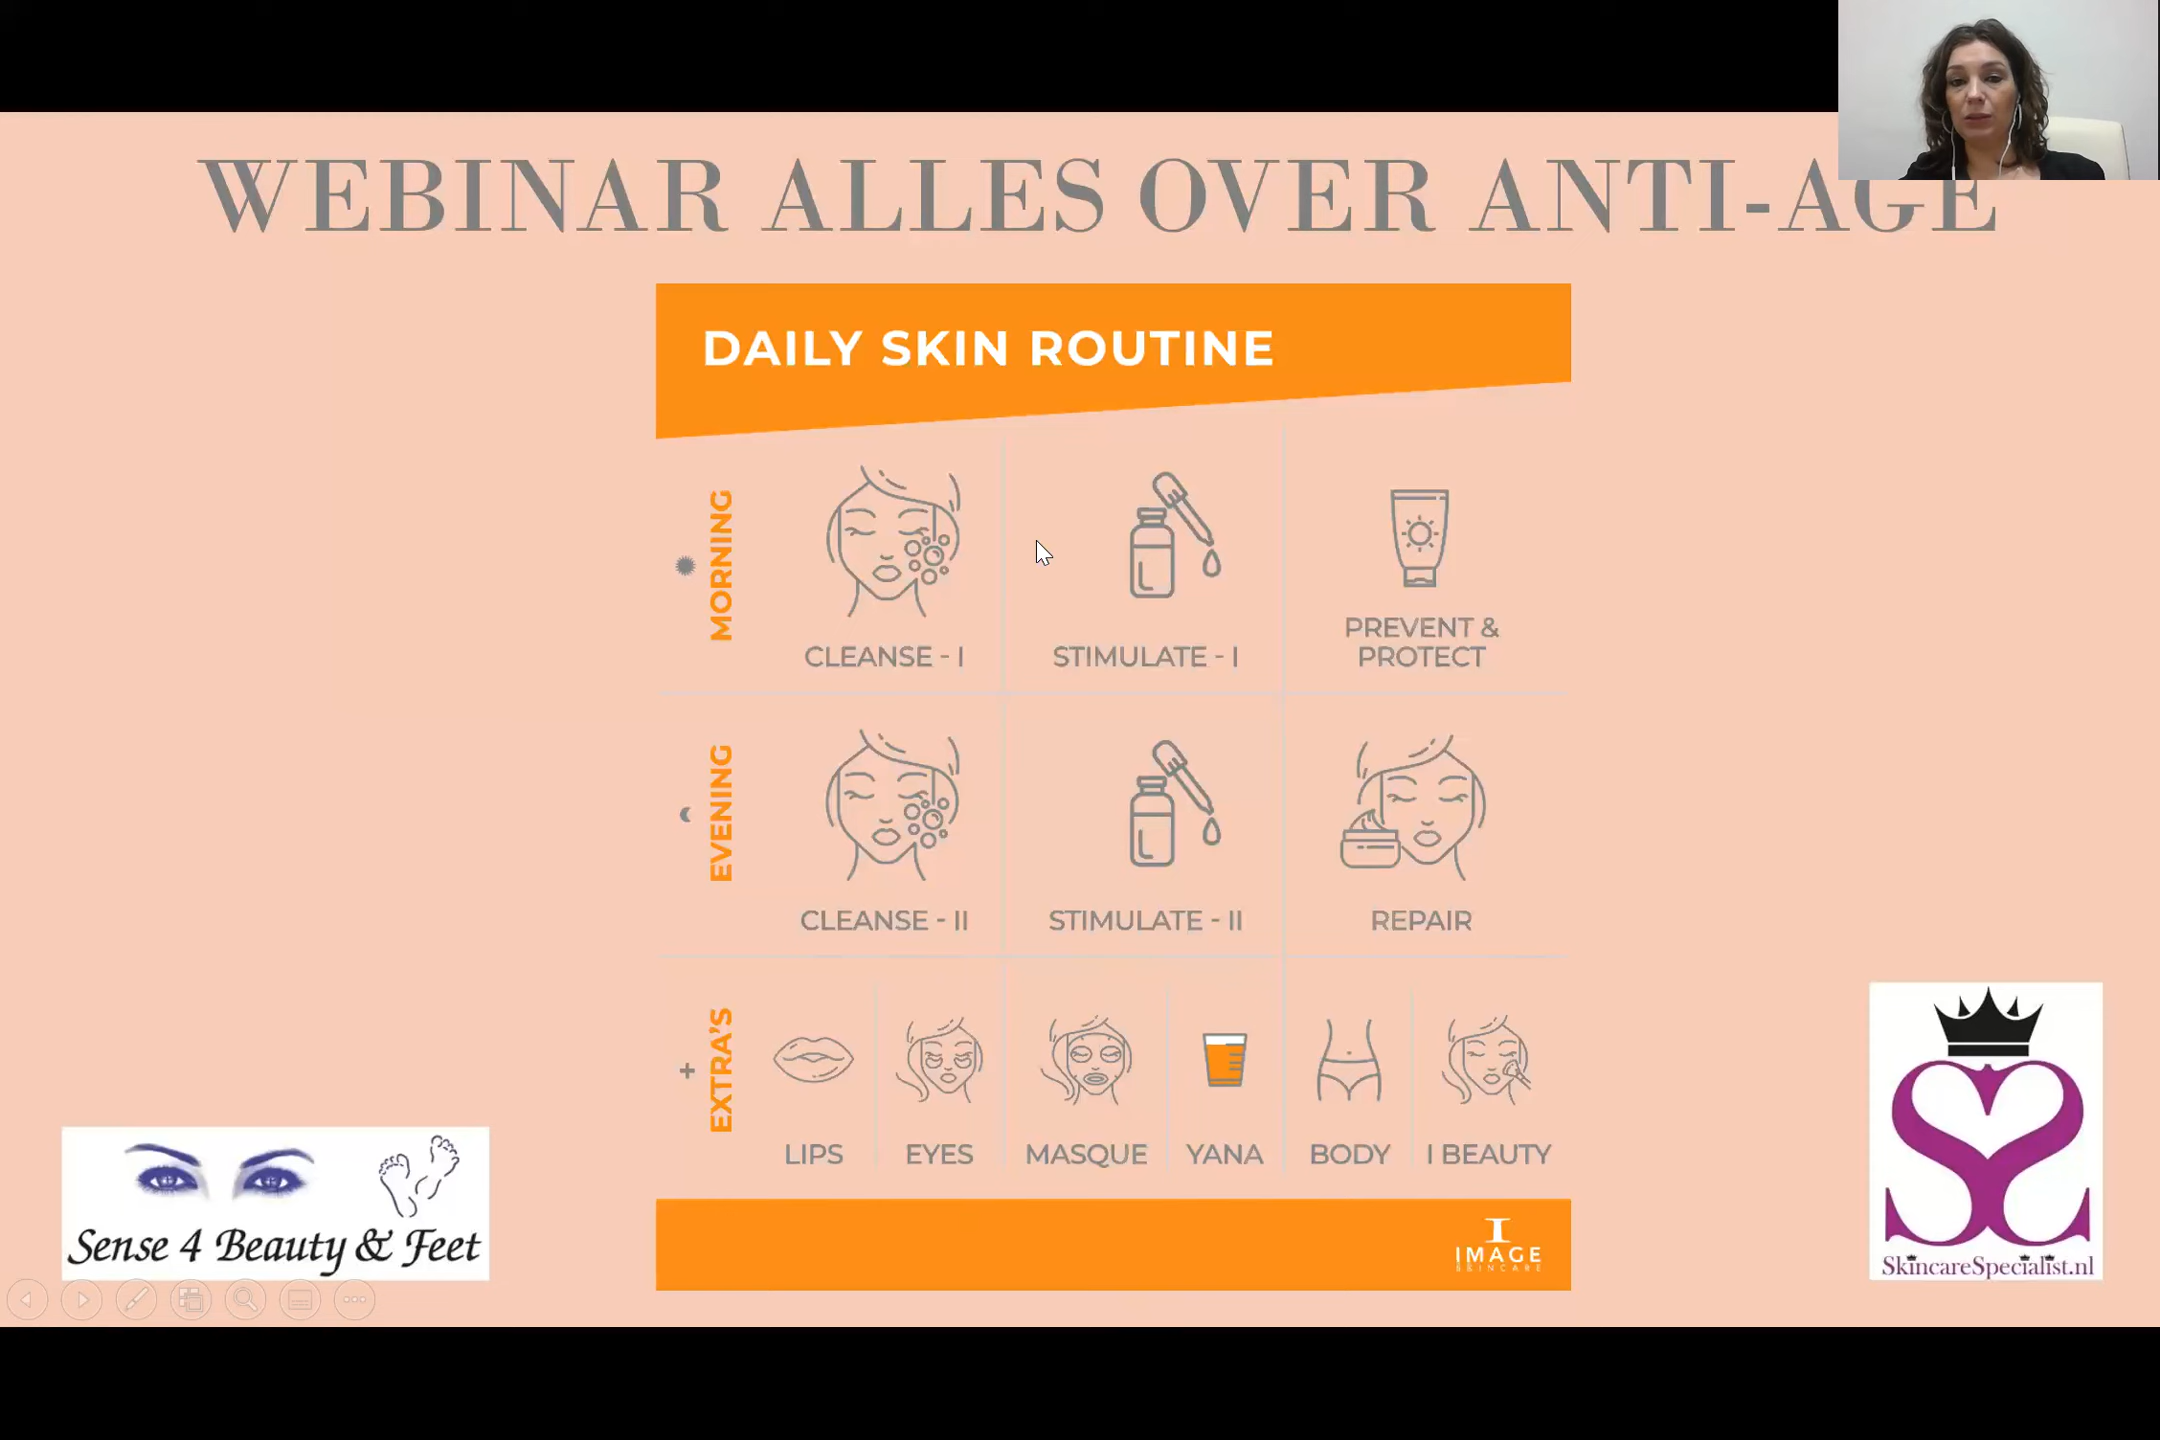 WEBINAR ALLES OVER ANTI-AGE
DAILY SKIN ROUTINE
MORNING
CLEANSE - I
STIMULATE - I
PREVENT &
PROTECT
EVENING
CLEANSE - II
STIMULATE - II
REPAIR
+ EXTRA'S
LIPS
EYES
MASQUE
YANA
BODY
I BEAUTY
I
IMAGE
SKINCARE
Sense 4 Beauty & Feet
SkincareSpecialist.nl